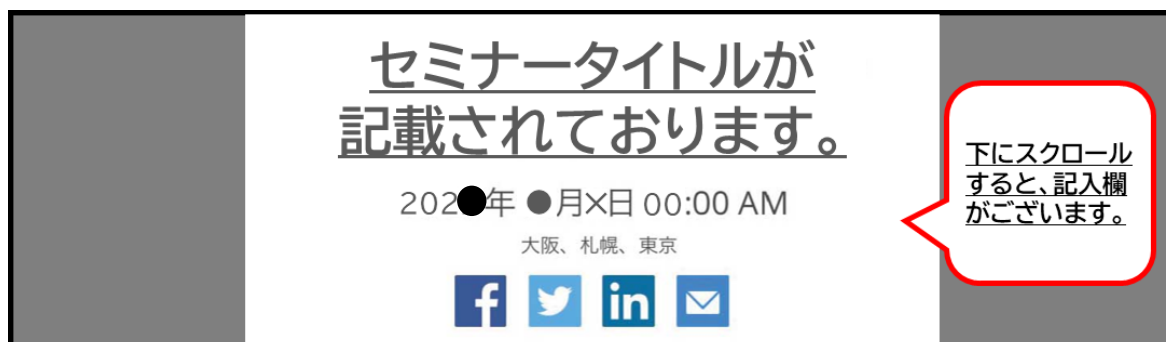 セミナータイトルが
記載されております。
202●年 ●月×日 00:00 AM
大阪、札幌、東京
f
in
下にスクロール
すると、記入欄
がございます。